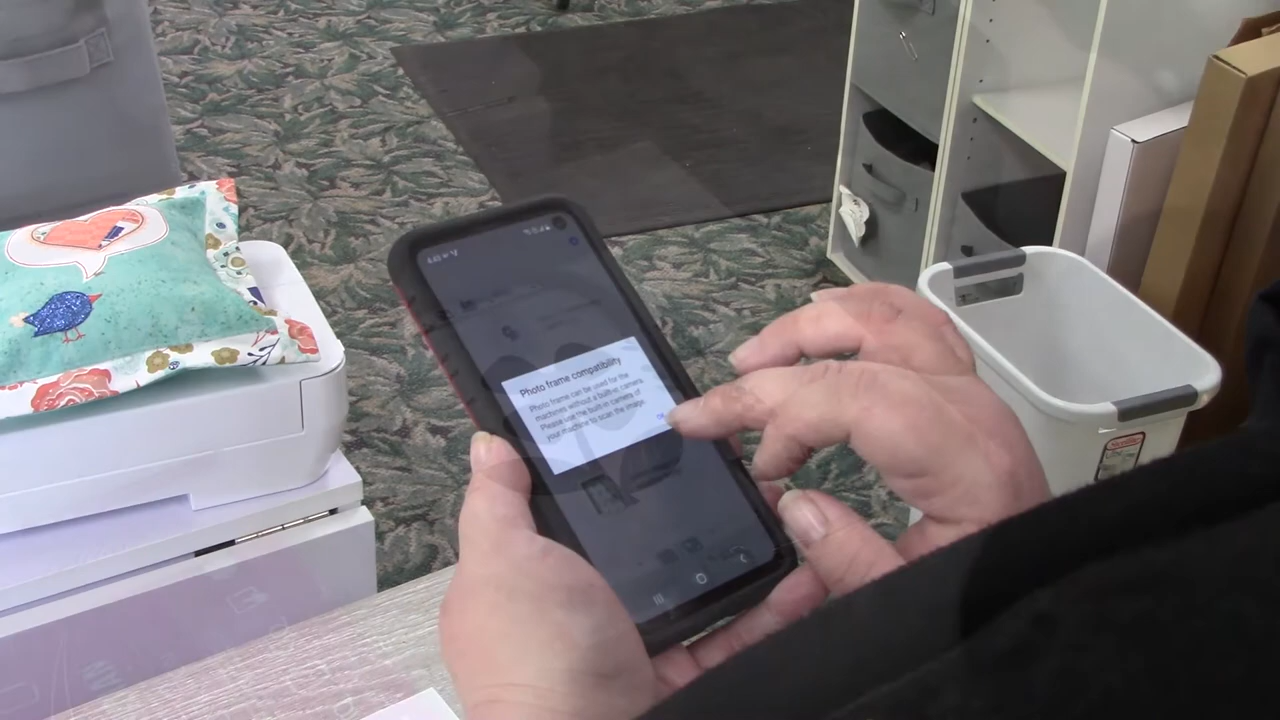 Photo frame compatibility
Photo frame can be used for the
machines without a built-in camera.
Please use the built-in camera of
your machine to scan the image.
OK